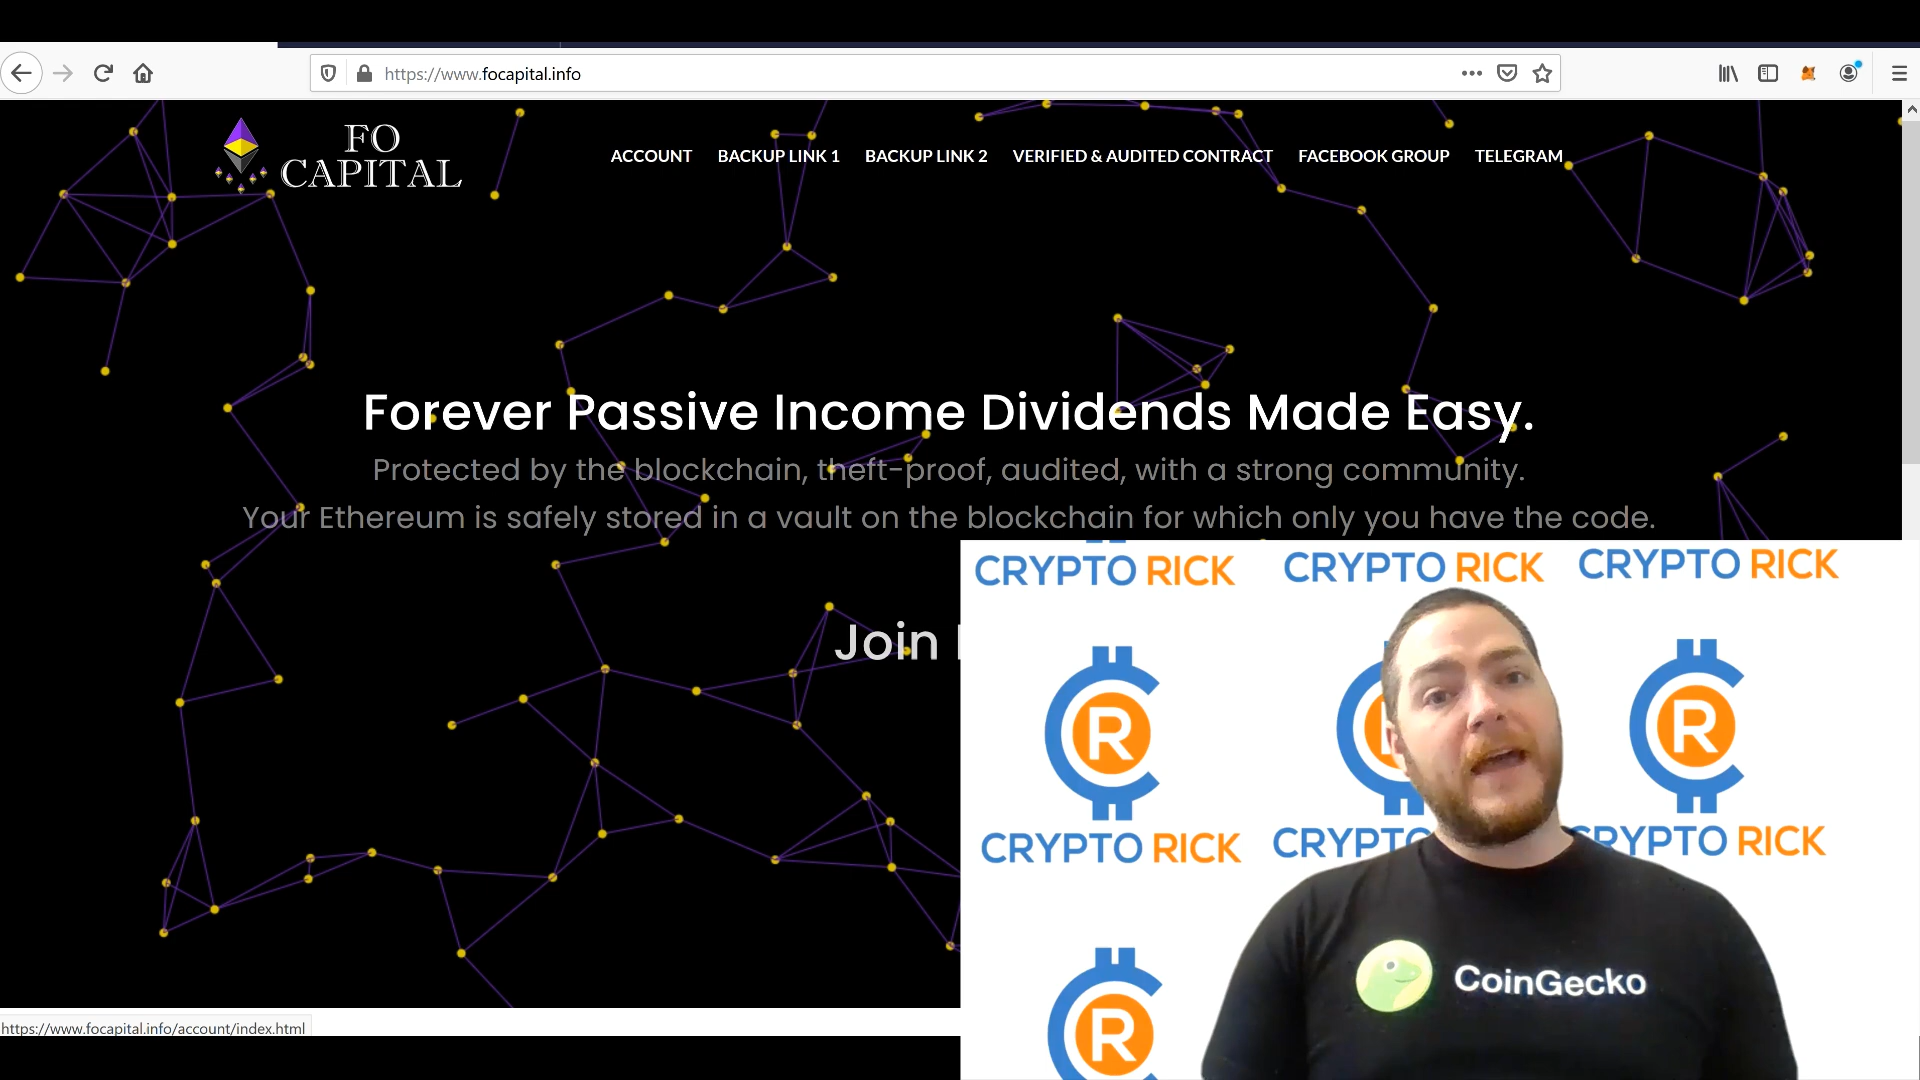 https://www.focapital.info
FO
CAPITAL
ACCOUNT BACKUP LINK 1 BACKUP LINK 2 VERIFIED & AUDITED CONTRACT FACEBOOK GROUP TELEGRAM
Forever Passive Income Dividends Made Easy.
Protected by the blockchain, theft-proof, audited, with a strong community.
Your Ethereum is safely stored in a vault on the blockchain for which only you have the code.
Join
CRYPTO RICK CRYPTO RICK CRYPTO RICK
R R
CRYPTO RICK CRYPTO RICK
CoinGecko
R
https://www.focapital.info/account/index.html